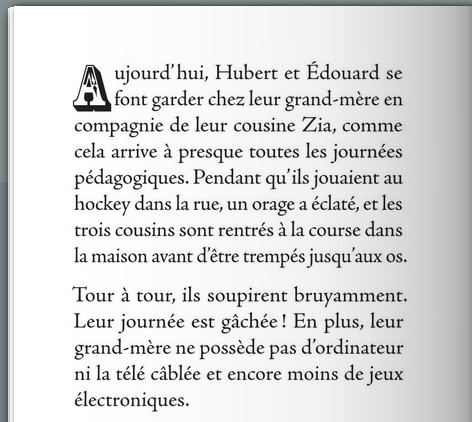 Aujourd'hui, Hubert et Édouard se
font garder chez leur grand-mère en
compagnie de leur cousine Zia, comme
cela arrive à presque toutes les journées
pédagogiques. Pendant qu'ils jouaient au
hockey dans la rue, un orage a éclaté, et les
trois cousins sont rentrés à la course dans
la maison avant d'être trempés jusqu'aux os.
Tour à tour, ils soupirent bruyamment.
Leur journée est gâchée ! En plus, leur
grand-mère ne possède pas d'ordinateur
ni la télé câblée et encore moins de jeux
électroniques.